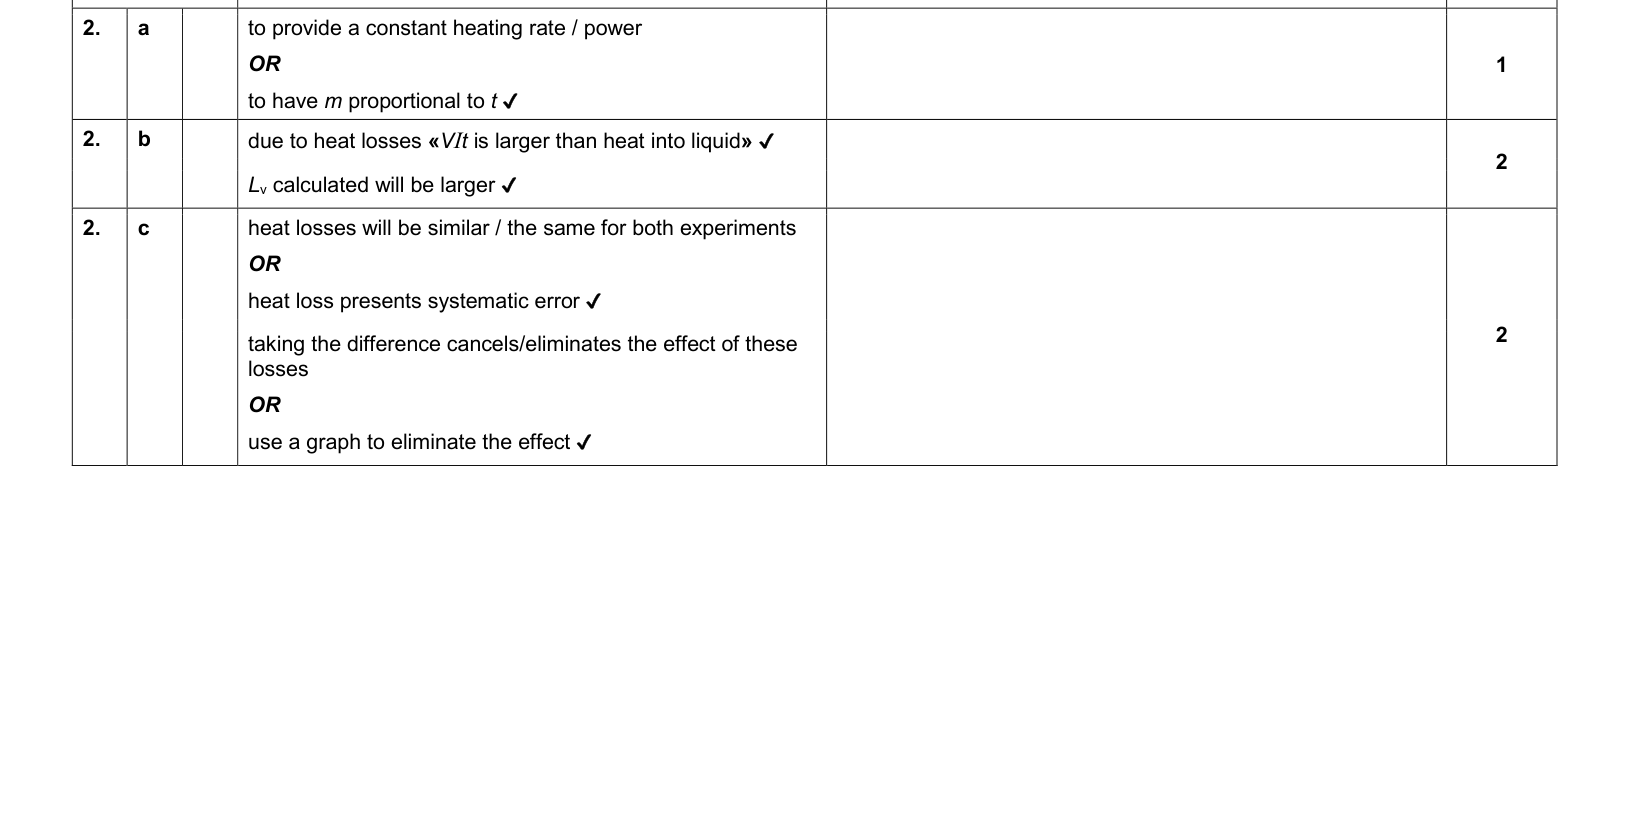 2. a to provide a constant heating rate / power
OR
1
to have m proportional to t ✓
2. b due to heat losses «VIt is larger than heat into liquid» ✓
2
Lv calculated will be larger ✓
2. c heat losses will be similar / the same for both experiments
OR
heat loss presents systematic error ✓
2
taking the difference cancels/eliminates the effect of these
losses
OR
use a graph to eliminate the effect ✓